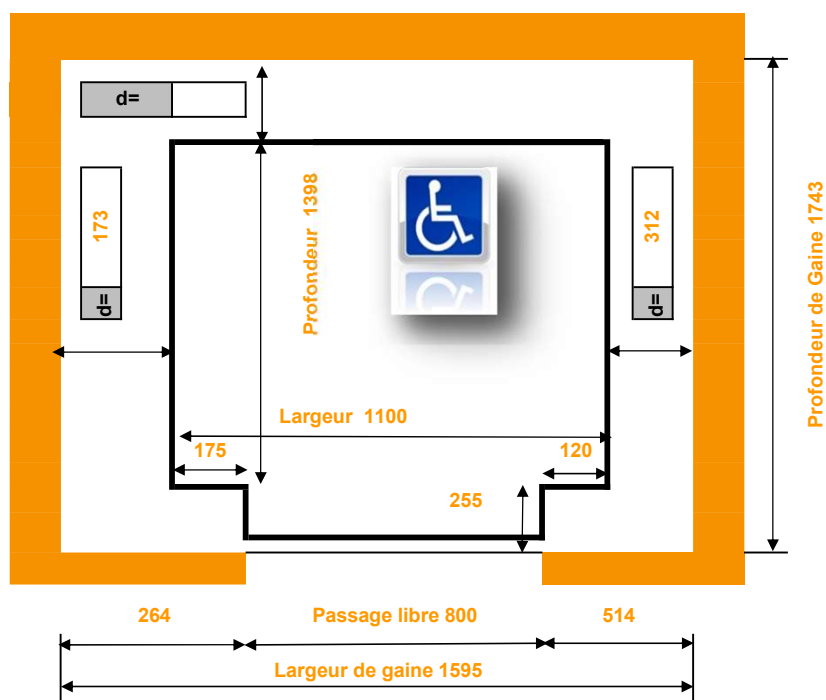 d=
173
d=
Profondeur 1398
312
d=
Profondeur de Gaine 1743
Largeur 1100
175
120
255
264
Passage libre 800
514
Largeur de gaine 1595